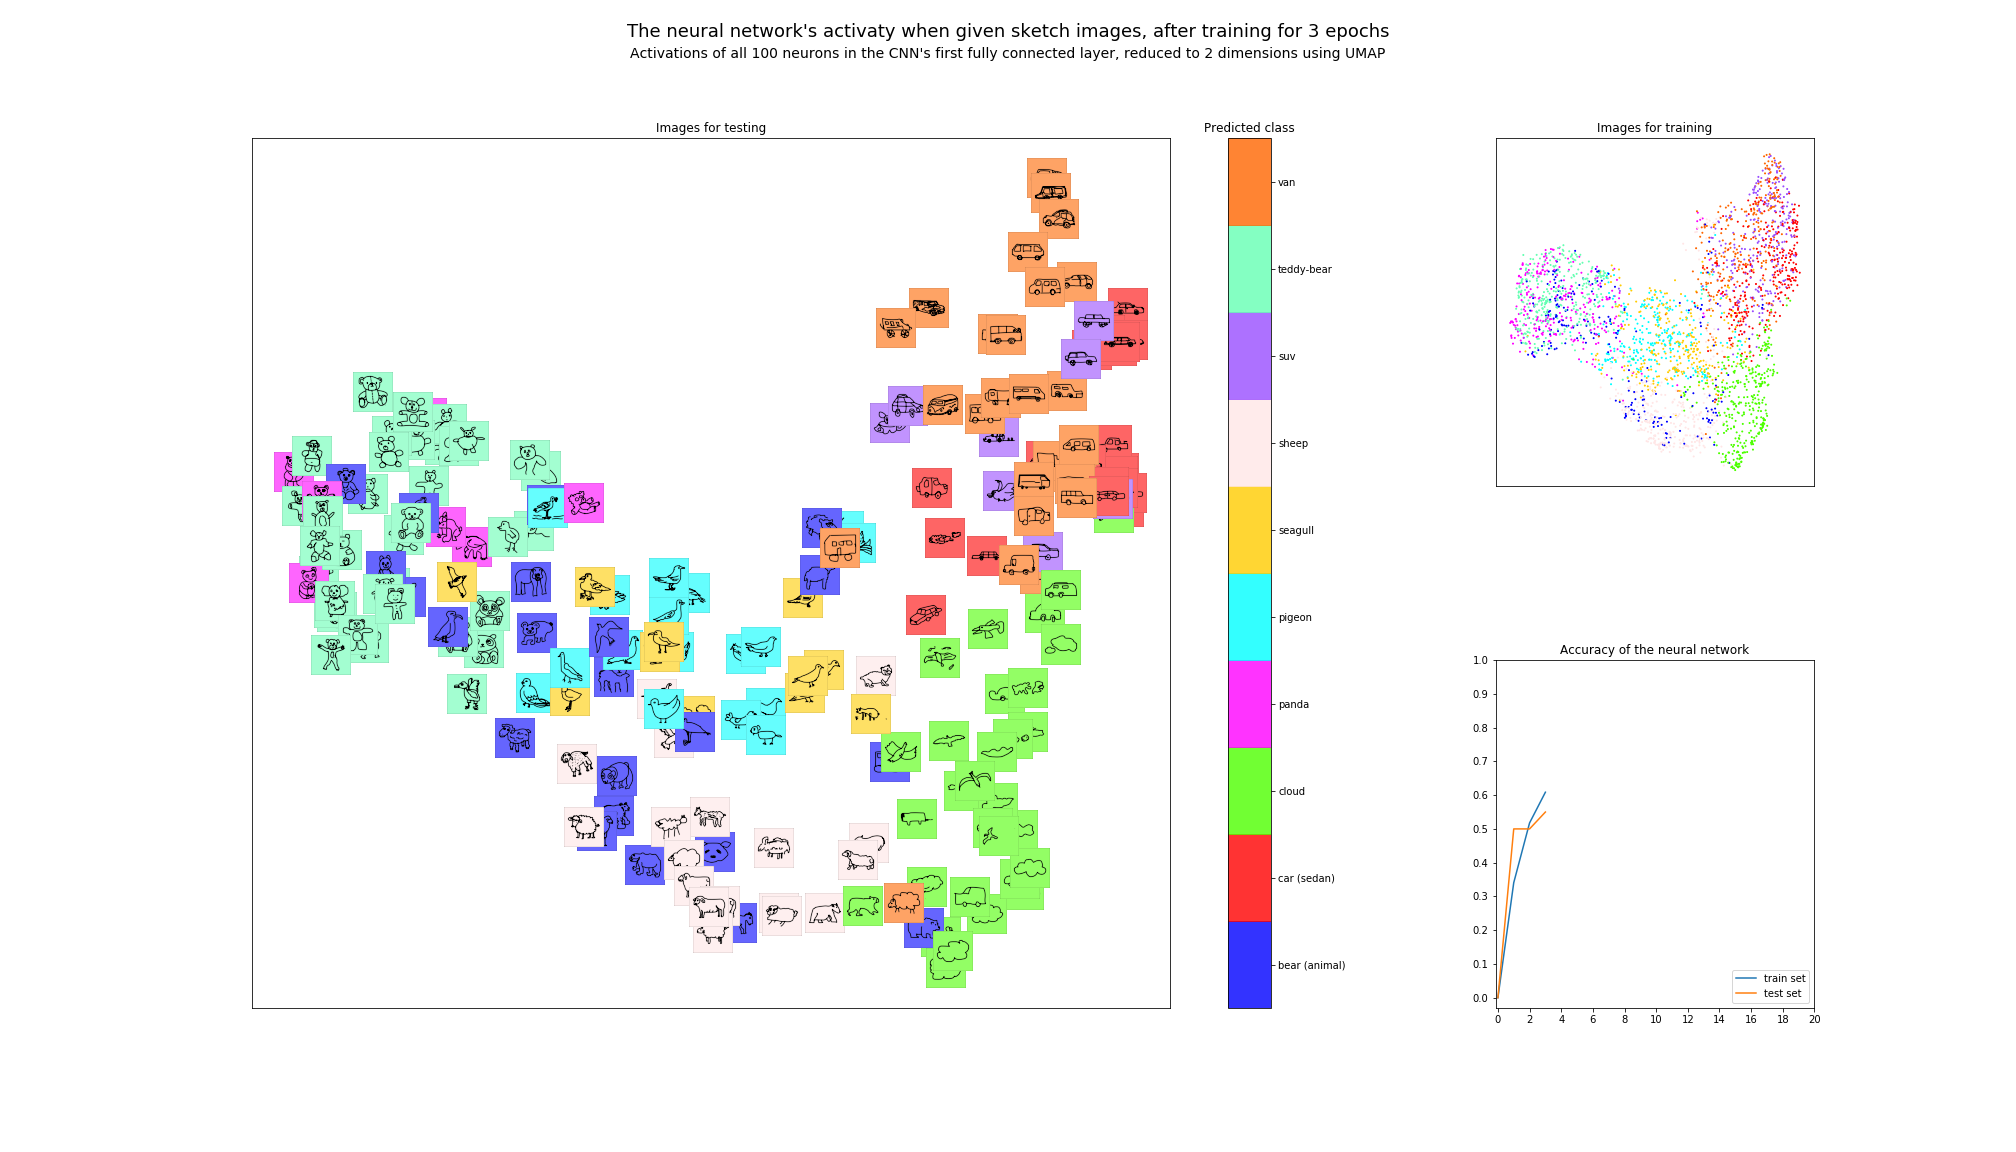 The neural network's activaty when given sketch images, after training for 3 epochs
Activations of all 100 neurons in the CNN's first fully connected layer, reduced to 2 dimensions using UMAP
Images for testing
Predicted class
van
teddy-bear
suv
sheep
seagull
pigeon
panda
cloud
car (sedan)
bear (animal)
Images for training
Accuracy of the neural network
1.0
0.9
0.8
0.7
0.6
0.5
0.4
0.3
0.2
0.1
0.0
train set
test set
0 2 4 6 8 10 12 14 16 18 20